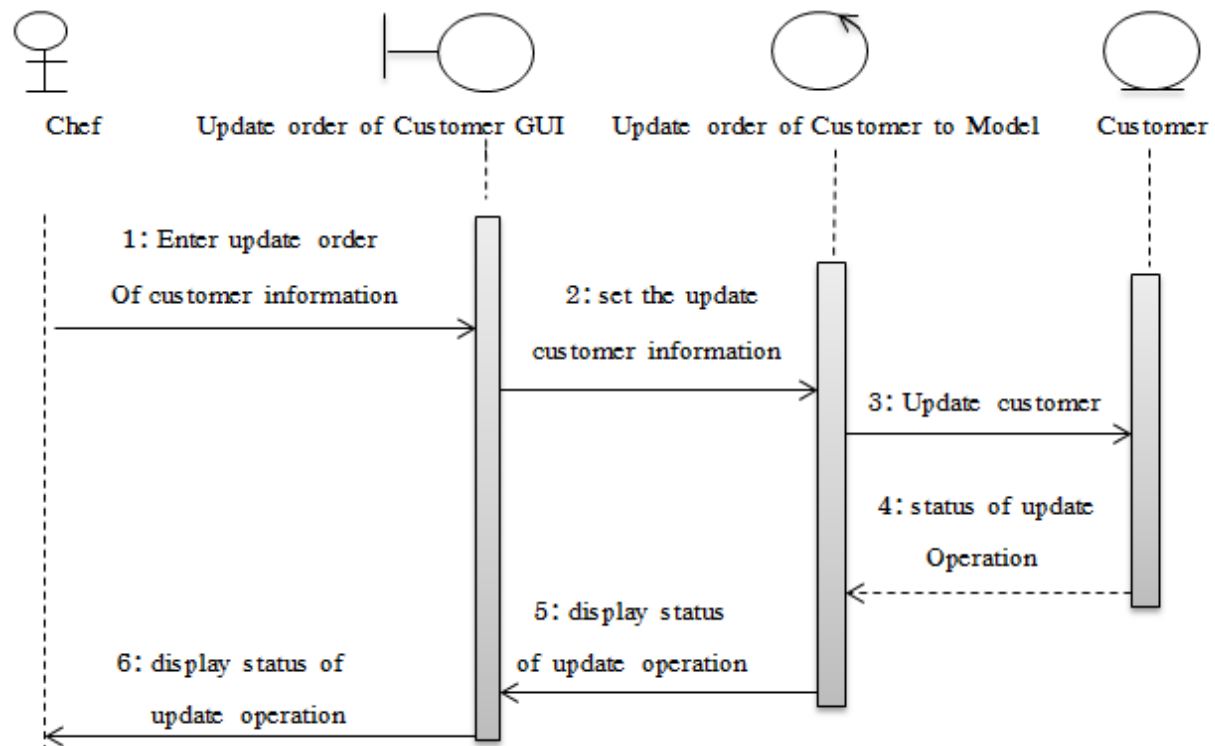 Chef
Update order of Customer GUI
Update order of Customer to Model
Customer
1: Enter update order
Of customer information
2: set the update
customer information
3: Update customer
4: status of update
Operation
5: display status
of update operation
6: display status of
update operation